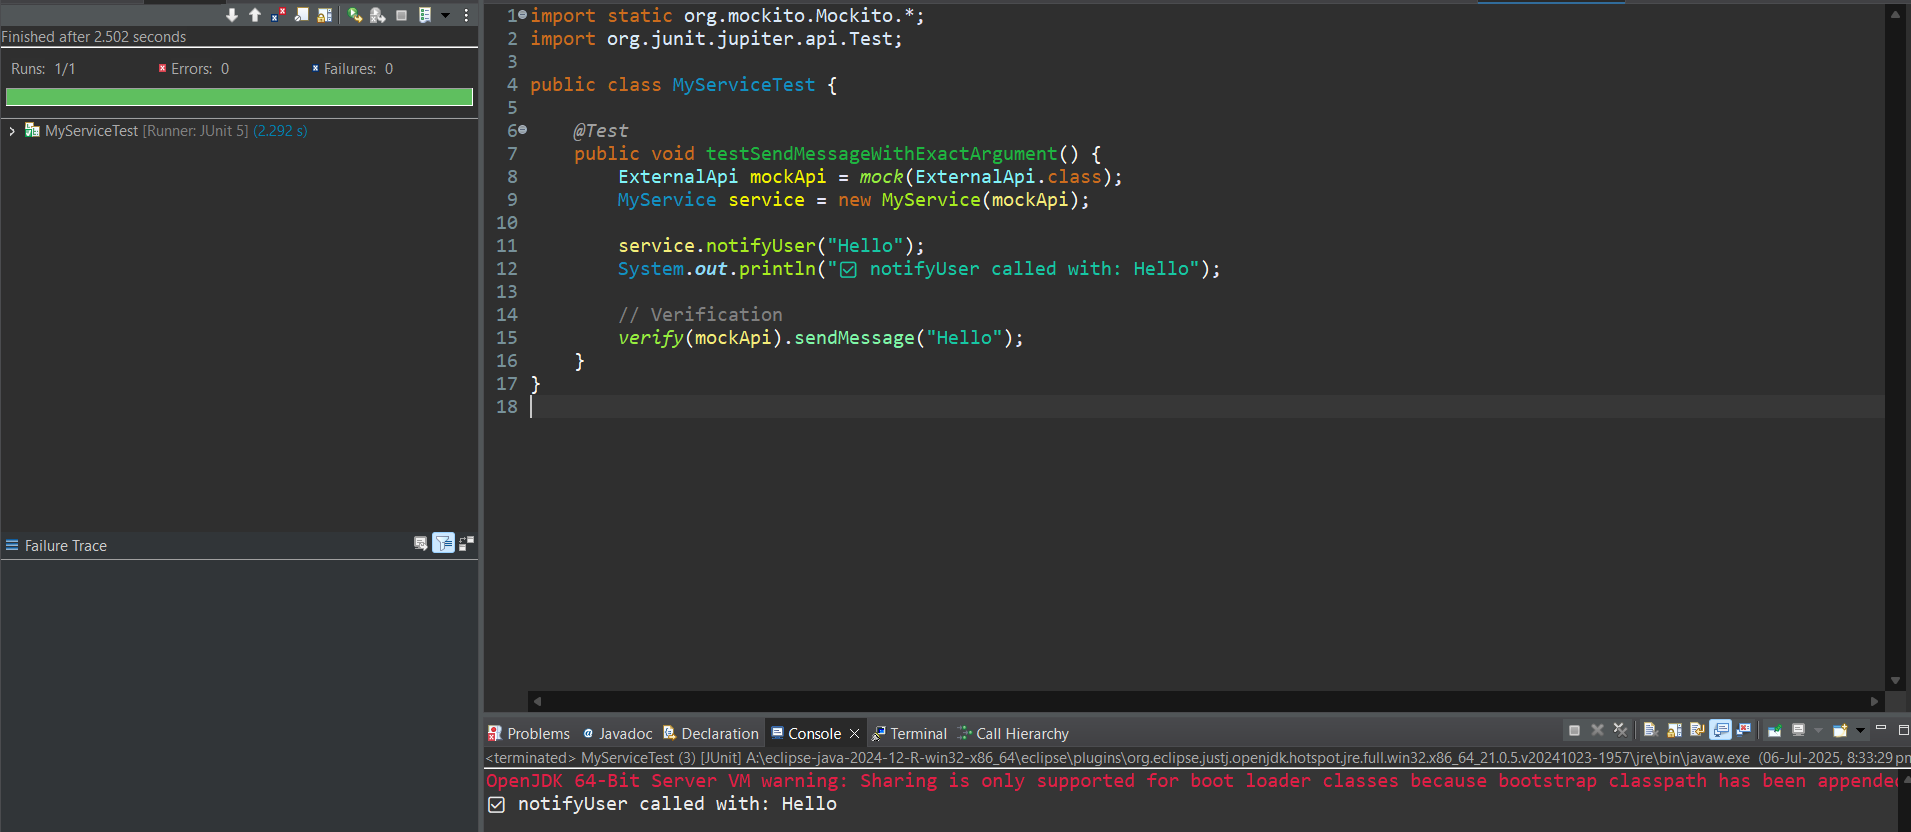 Finished after 2.502 seconds
Runs: 1/1 Errors: 0 Failures: 0
MyServiceTest [Runner: JUnit 5] (2.292 s)
Failure Trace
1 import static org.mockito.Mockito.*;
2 import org.junit.jupiter.api.Test;
3
4 public class MyServiceTest {
5
6 @Test
7 public void testSendMessageWithExactArgument() {
8 ExternalApi mockApi = mock(ExternalApi.class);
9 MyService service = new MyService(mockApi);
10
11 service.notifyUser("Hello");
12 System.out.println("☑ notifyUser called with: Hello");
13
14 // Verification
15 verify(mockApi).sendMessage("Hello");
16 }
17 }
18
Problems @ Javadoc Declaration Console Terminal Call Hierarchy
<terminated> MyServiceTest (3) [JUnit] A:\eclipse-java-2024-12-R-win32-x86_64\eclipse\plugins\org.eclipse.justj.openjdk.hotspot.jre.full.win32.x86_64_21.0.5.v20241023-1957\jre\bin\javaw.exe (06-Jul-2025, 8:33:29 pm
OpenJDK 64-Bit Server VM warning: Sharing is only supported for boot loader classes because bootstrap classpath has been appended
☑ notifyUser called with: Hello